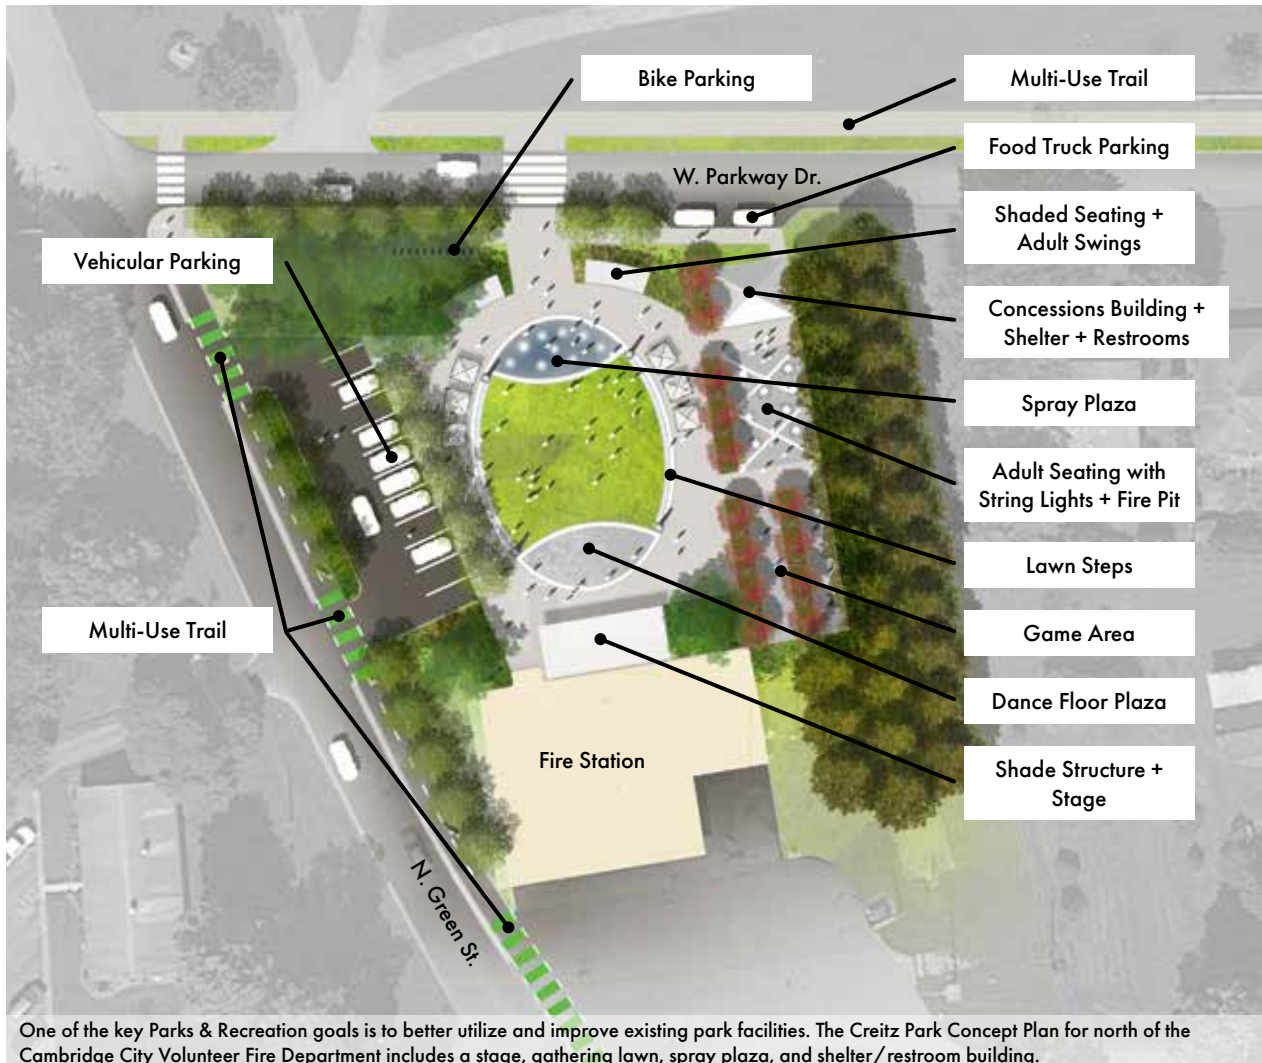 Bike Parking
Multi-Use Trail
Food Truck Parking
W. Parkway Dr.
Shaded Seating +
Adult Swings
Vehicular Parking
Concessions Building +
Shelter + Restrooms
Spray Plaza
Adult Seating with
String Lights + Fire Pit
Lawn Steps
Multi-Use Trail
Game Area
Dance Floor Plaza
Fire Station
Shade Structure +
Stage
N. Green St.
One of the key Parks & Recreation goals is to better utilize and improve existing park facilities. The Creitz Park Concept Plan for north of the
Cambridge City Volunteer Fire Department includes a stage, gathering lawn, spray plaza, and shelter/restroom building.